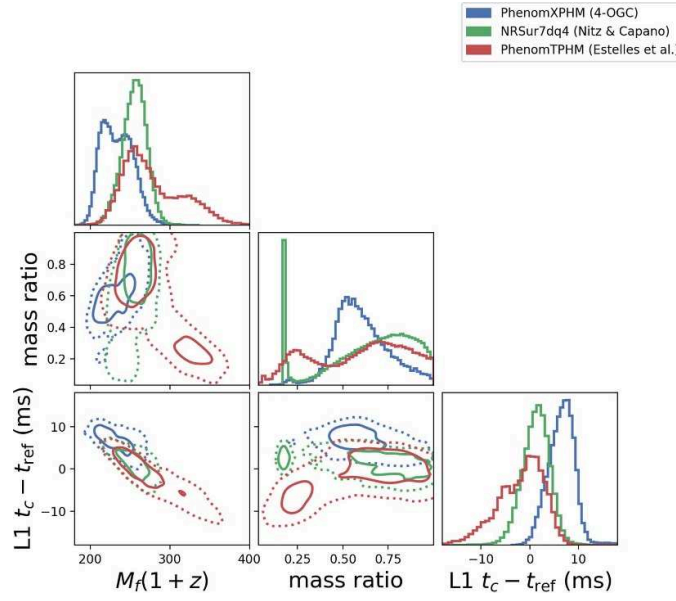 PhenomXPHM (4-OGC)
NRSur7dq4 (Nitz & Capano)
PhenomTPHM (Estelles et al.)
mass ratio
0.8
0.6
0.4
0.2
L1 t_c − t_ref (ms)
10
0
−10
200 300 400
M_f(1 + z)
0.25 0.50 0.75
mass ratio
−10 0 10
L1 t_c − t_ref (ms)